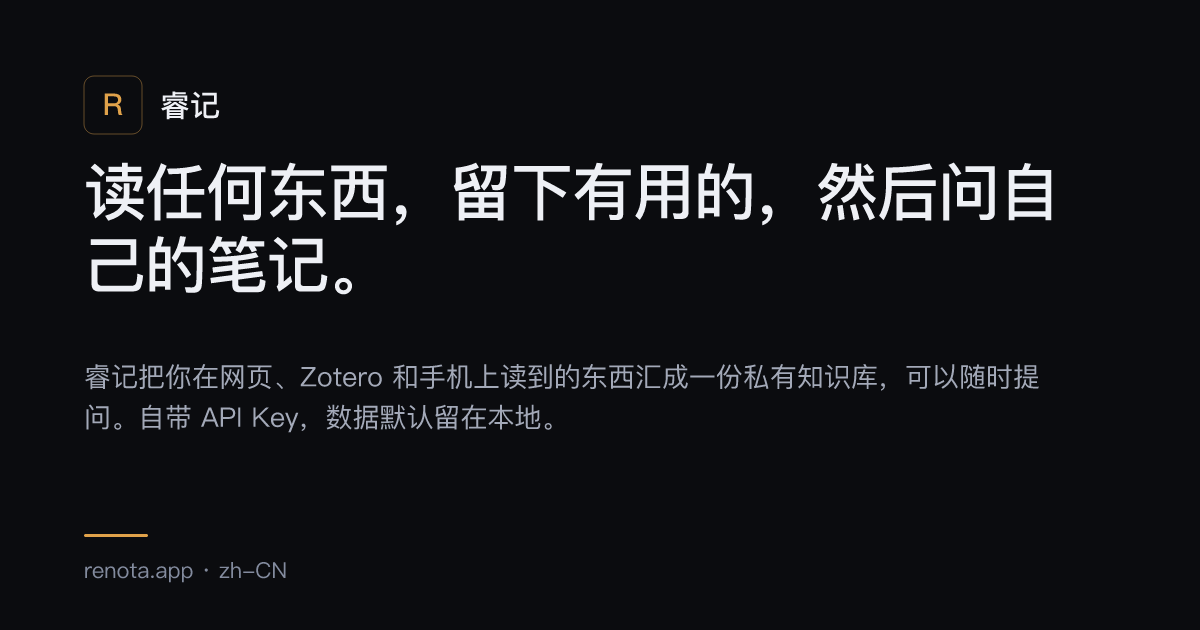 R 睿记
读任何东西，留下有用的，然后问自
己的笔记。
睿记把你在网页、Zotero 和手机上读到的东西汇成一份私有知识库，可以随时提
问。自带 API Key，数据默认留在本地。
renota.app · zh-CN